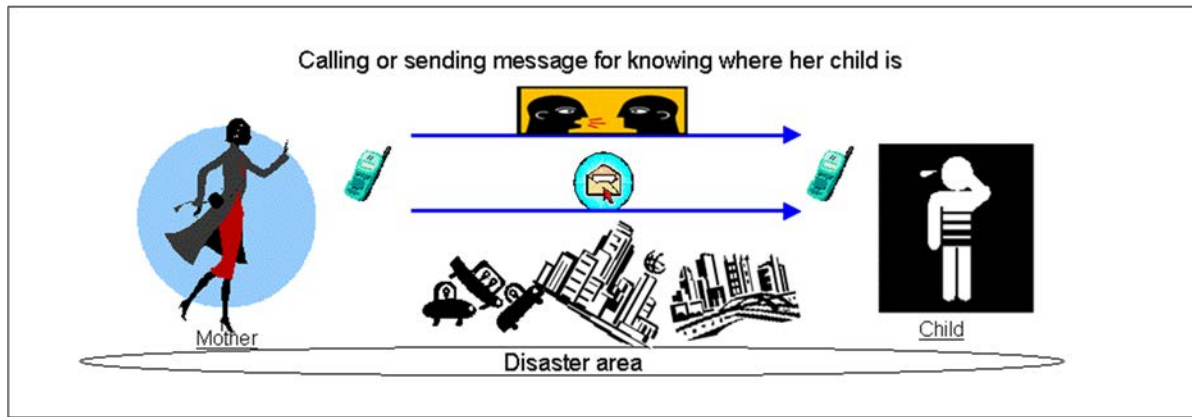 Calling or sending message for knowing where her child is
Mother
Child
Disaster area